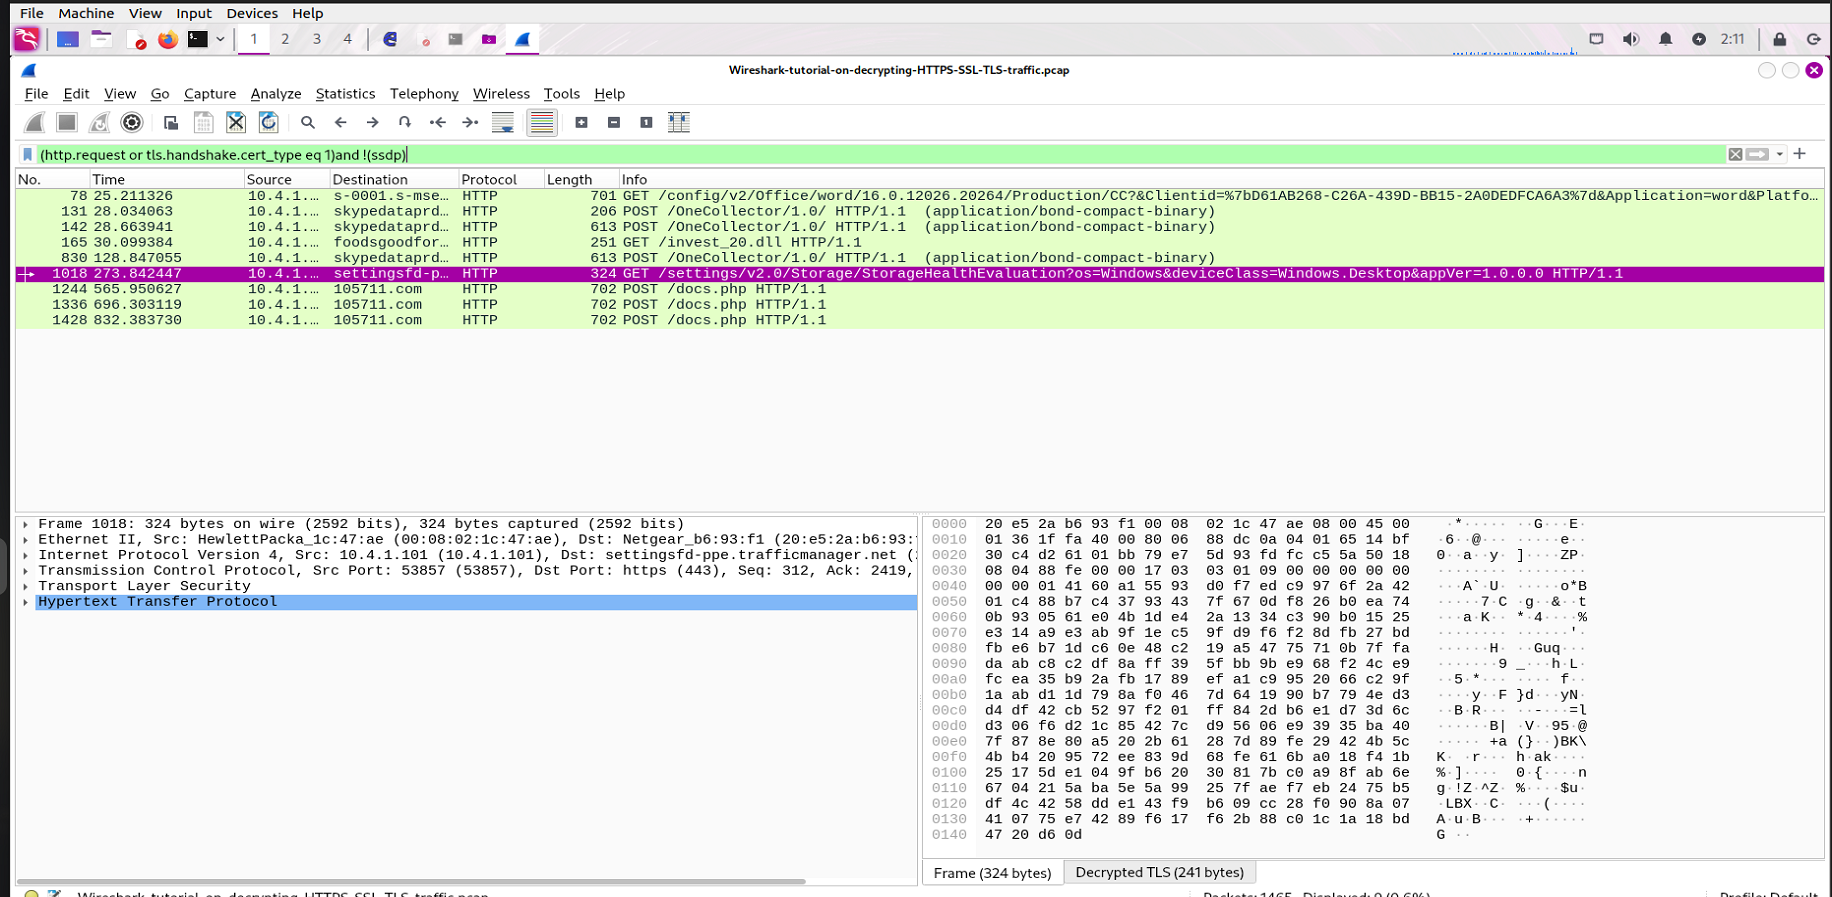 File Machine View Input Devices Help
1 2 3 4 2:11
Wireshark-tutorial-on-decrypting-HTTPS-SSL-TLS-traffic.pcap
File Edit View Go Capture Analyze Statistics Telephony Wireless Tools Help
(http.request or tls.handshake.cert_type eq 1)and !(ssdp)
No. Time Source Destination Protocol Length Info
78 25.211326 10.4.1.… s-0001.s-mse… HTTP 701 GET /config/v2/Office/word/16.0.12026.20264/Production/CC?&Clientid=%7bD61AB268-C26A-439D-BB15-2A0DEDFCA6A3%7d&Application=word&Platfo…
131 28.034063 10.4.1.… skypedataprd… HTTP 206 POST /OneCollector/1.0/ HTTP/1.1 (application/bond-compact-binary)
142 28.663941 10.4.1.… skypedataprd… HTTP 613 POST /OneCollector/1.0/ HTTP/1.1 (application/bond-compact-binary)
165 30.099384 10.4.1.… foodsgoodfor… HTTP 251 GET /invest_20.dll HTTP/1.1
830 128.847055 10.4.1.… skypedataprd… HTTP 613 POST /OneCollector/1.0/ HTTP/1.1 (application/bond-compact-binary)
1018 273.842447 10.4.1.… settingsfd-p… HTTP 324 GET /settings/v2.0/Storage/StorageHealthEvaluation?os=Windows&deviceClass=Windows.Desktop&appVer=1.0.0.0 HTTP/1.1
1244 565.950627 10.4.1.… 105711.com HTTP 702 POST /docs.php HTTP/1.1
1336 696.303119 10.4.1.… 105711.com HTTP 702 POST /docs.php HTTP/1.1
1428 832.383730 10.4.1.… 105711.com HTTP 702 POST /docs.php HTTP/1.1
Frame 1018: 324 bytes on wire (2592 bits), 324 bytes captured (2592 bits)
Ethernet II, Src: HewlettPacka_1c:47:ae (00:08:02:1c:47:ae), Dst: Netgear_b6:93:f1 (20:e5:2a:b6:93:
Internet Protocol Version 4, Src: 10.4.1.101 (10.4.1.101), Dst: settingsfd-ppe.trafficmanager.net (
Transmission Control Protocol, Src Port: 53857 (53857), Dst Port: https (443), Seq: 312, Ack: 2419,
Transport Layer Security
Hypertext Transfer Protocol
0000 20 e5 2a b6 93 f1 00 08 02 1c 47 ae 08 00 45 00 ·*····· ··G···E·
0010 01 36 1f fa 40 00 80 06 88 dc 0a 04 01 65 14 bf ·6··@··· ·····e··
0020 30 c4 d2 61 01 bb 79 e7 5d 93 fd fc c5 5a 50 18 0··a··y· ]····ZP·
0030 08 04 88 fe 00 00 17 03 03 01 09 00 00 00 00 00 ········ ········
0040 00 00 01 41 60 a1 55 93 d0 f7 ed c9 97 6f 2a 42 ···A`·U· ·····o*B
0050 01 c4 88 b7 c4 37 93 43 7f 67 0d f8 26 b0 ea 74 ·····7·C ·g··&··t
0060 0b 93 05 61 e0 4b 1d e4 2a 13 34 c3 90 b0 15 25 ···a·K·· *·4····%
0070 e3 14 a9 e3 ab 9f 1e c5 9f d9 f6 f2 8d fb 27 bd ········ ······'·
0080 fb e6 b7 1d c6 0e 48 c2 19 a5 47 75 71 0b 7f fa ······H· ··Guq···
0090 da ab c8 c2 df 8a ff 39 5f bb 9b e9 68 f2 4c e9 ·······9 _···h·L·
00a0 fc ea 35 b9 2a fb 17 89 ef a1 c9 95 20 66 c2 9f ··5·*··· ···· f··
00b0 1a ab d1 1d 79 8a f0 46 7d 64 19 90 b7 79 4e d3 ····y··F }d···yN·
00c0 d4 df 42 cb 52 97 f2 01 ff 84 2d b6 e1 d7 3d 6c ··B·R··· ··-···=l
00d0 d3 06 f6 d2 1c 85 42 7c d9 56 06 e9 39 35 ba 40 ······B| ·V··95·@
00e0 7f 87 8e 80 a5 20 2b 61 28 7d 89 fe 29 42 4b 5c ····· +a (}··)BK\
00f0 4b b4 20 95 72 ee 83 9d 68 fe 61 6b a0 18 f4 1b K· ·r··· h·ak····
0100 25 17 5d e1 04 9f b6 20 30 81 7b c0 a9 8f ab 6e %·]···· 0·{····n
0110 67 04 21 5a ba 5e 5a 99 25 7f ae f7 eb 24 75 b5 g·!Z·^Z· %····$u·
0120 df 4c 42 58 dd e1 43 f9 b6 09 cc 28 f0 90 8a 07 ·LBX··C· ···(····
0130 41 07 75 e7 42 89 f6 17 f6 2b 88 c0 1c 1a 18 bd A·u·B··· ·+······
0140 47 20 d6 0d G ··
Frame (324 bytes) Decrypted TLS (241 bytes)
Wireshark-tutorial-on-decrypting-HTTPS-SSL-TLS-traffic.pcap Packets: 1465 · Displayed: 9 (0.6%) Profile: Default